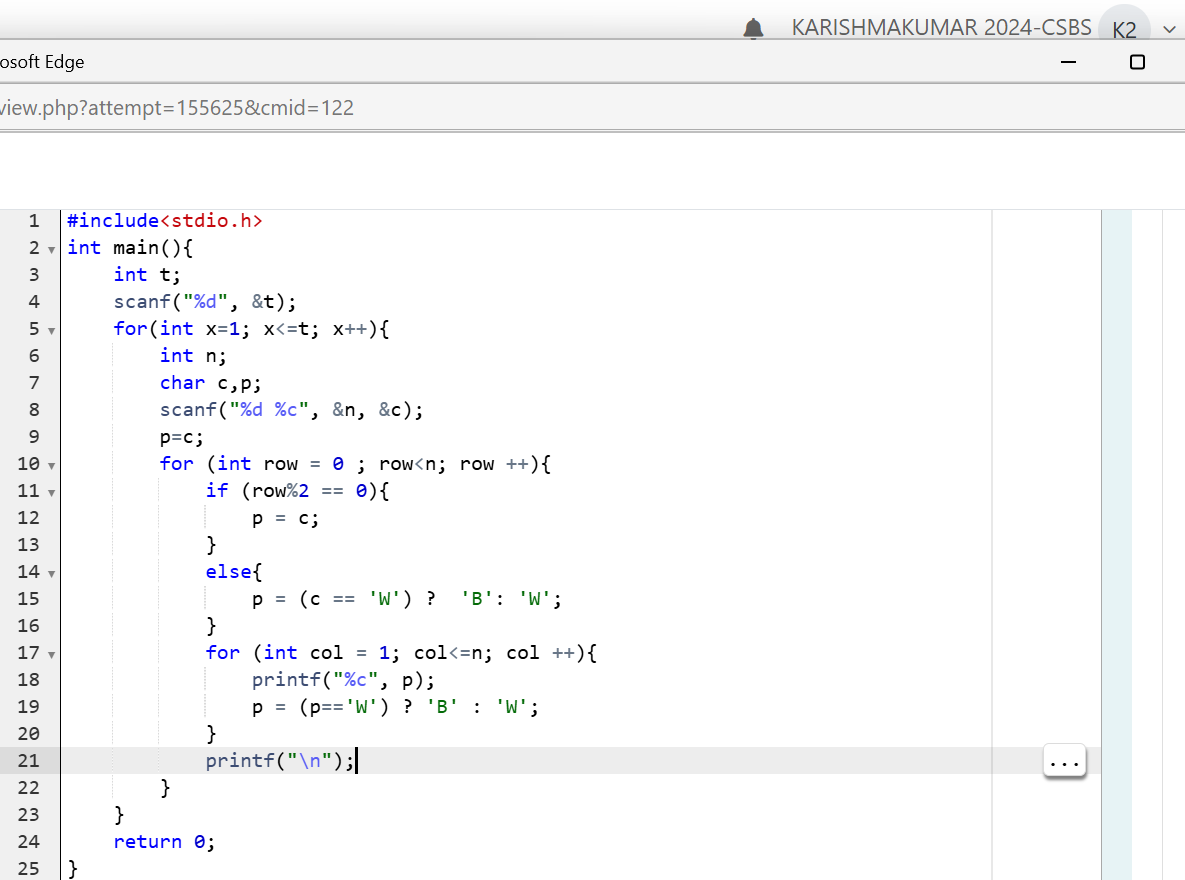 KARISHMAKUMAR 2024-CSBS K2
osoft Edge
view.php?attempt=155625&cmid=122
1 #include<stdio.h>
2 int main(){
3     int t;
4     scanf("%d", &t);
5     for(int x=1; x<=t; x++){
6         int n;
7         char c,p;
8         scanf("%d %c", &n, &c);
9         p=c;
10         for (int row = 0 ; row<n; row ++){
11             if (row%2 == 0){
12                 p = c;
13             }
14             else{
15                 p = (c == 'W') ?  'B': 'W';
16             }
17             for (int col = 1; col<=n; col ++){
18                 printf("%c", p);
19                 p = (p=='W') ? 'B' : 'W';
20             }
21             printf("\n");
...
22         }
23     }
24     return 0;
25 }